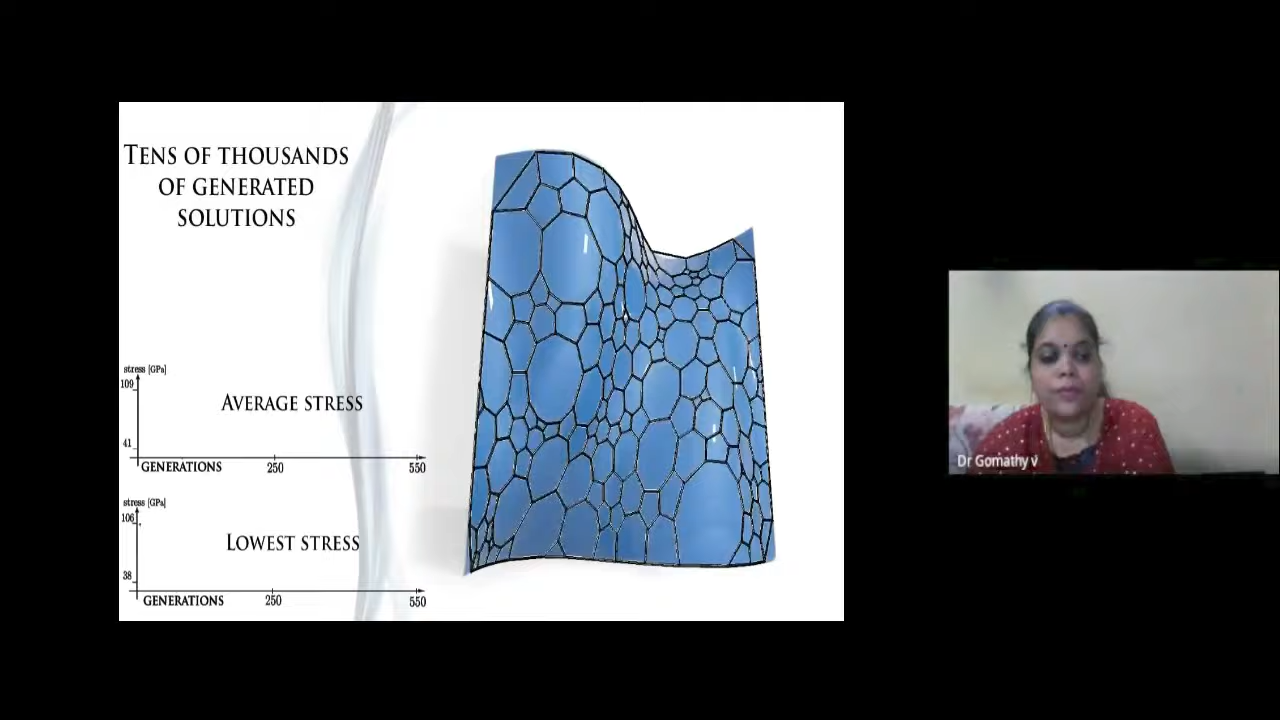 TENS OF THOUSANDS
OF GENERATED
SOLUTIONS
stress [GPa]
109
AVERAGE STRESS
41
GENERATIONS
250
550
stress [GPa]
106
LOWEST STRESS
38
GENERATIONS
250
550
Dr Gomathy V